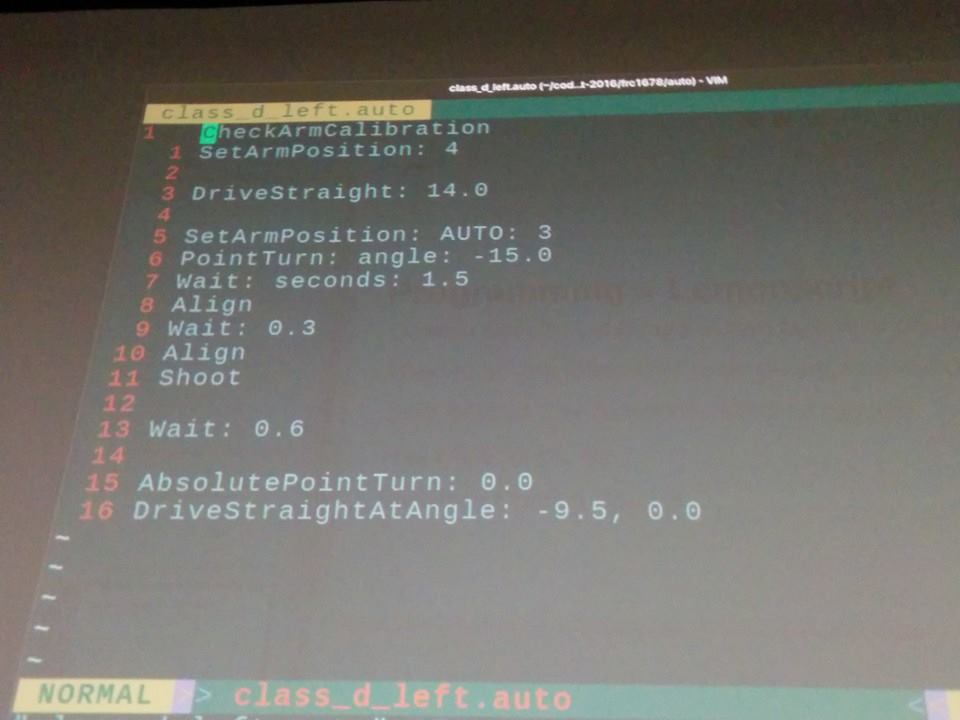 class_d_left.auto (~/cod..t-2016/frc1678/auto) - VIM
class_d_left.auto
1 CheckArmCalibration
1 SetArmPosition: 4
2
3 DriveStraight: 14.0
4
5 SetArmPosition: AUTO: 3
6 PointTurn: angle: -15.0
7 Wait: seconds: 1.5
8 Align
9 Wait: 0.3
10 Align
11 Shoot
12
13 Wait: 0.6
14
15 AbsolutePointTurn: 0.0
16 DriveStraightAtAngle: -9.5, 0.0
~
~
~
~
~
NORMAL >> class_d_left.auto <